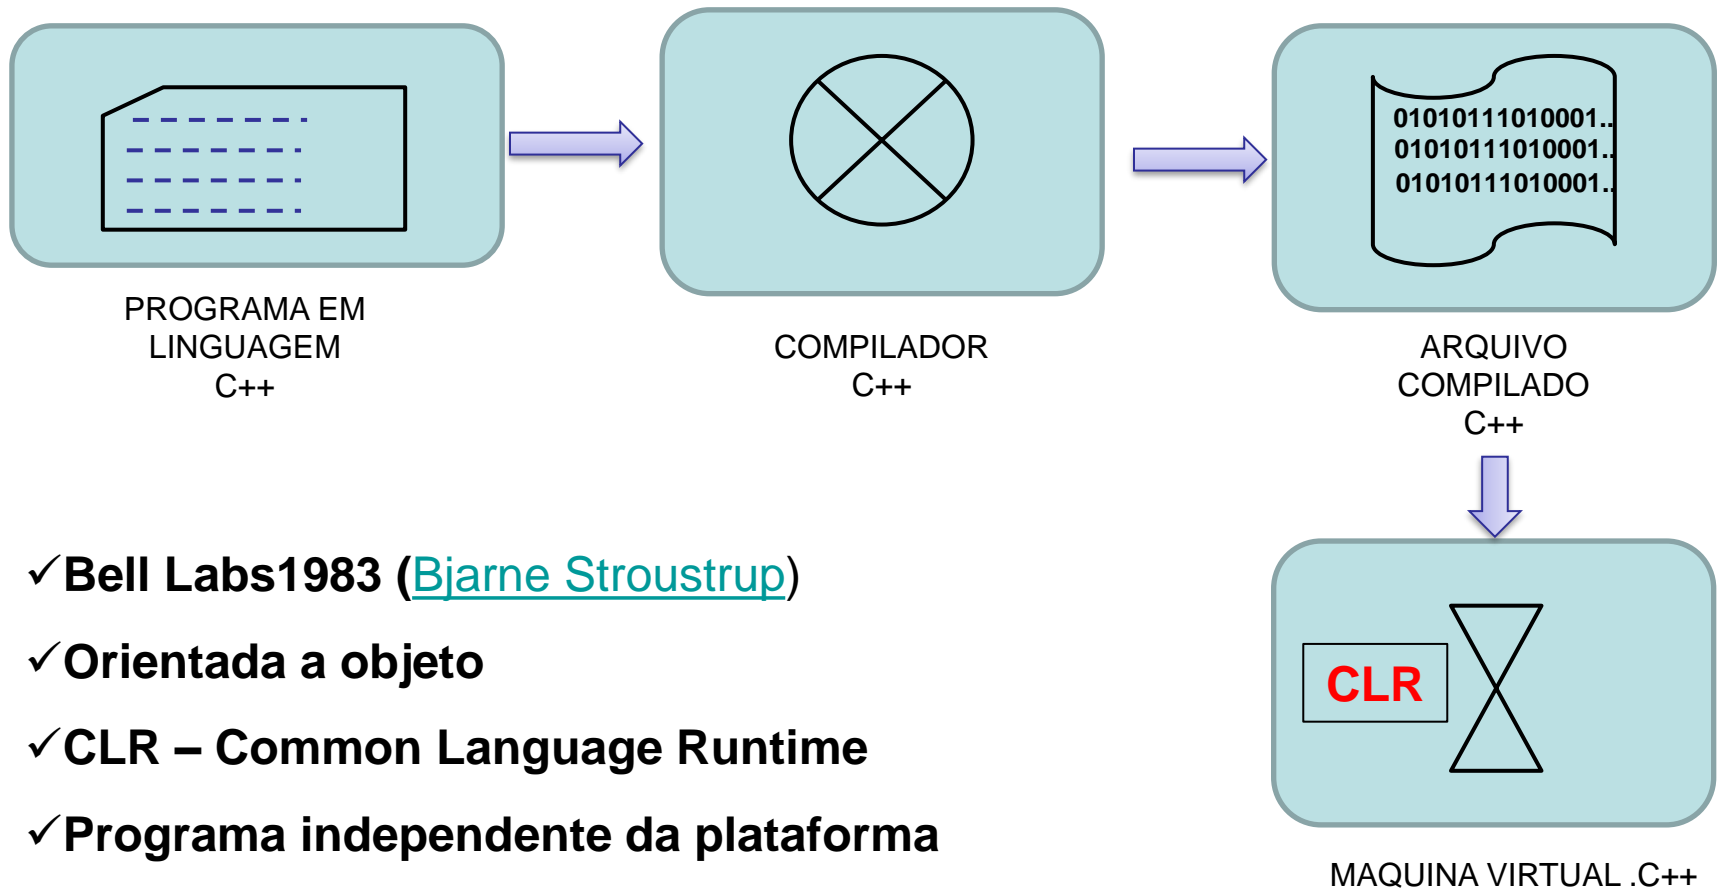 01010111010001..
01010111010001..
01010111010001..
PROGRAMA EM
LINGUAGEM
C++
COMPILADOR
C++
ARQUIVO
COMPILADO
C++
✓Bell Labs1983 (Bjarne Stroustrup)
✓Orientada a objeto
✓CLR – Common Language Runtime
✓Programa independente da plataforma
CLR
MAQUINA VIRTUAL .C++